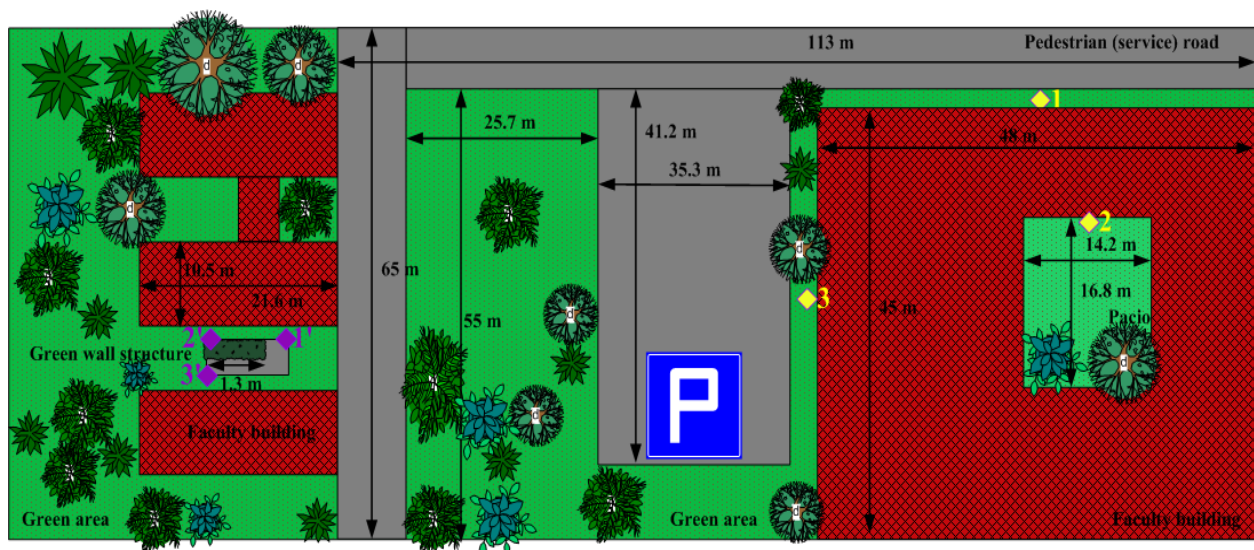 d
d
113 m
Pedestrian (service) road
1
25.7 m
41.2 m
48 m
35.3 m
d
2
d
14.2 m
10.5 m
65 m
16.8 m
21.6 m
3
45 m
Pacio
55 m
d
2'
1'
Green wall structure
d
3'
1.3 m
P
d
Faculty building
Green area
Green area
d
Faculty building